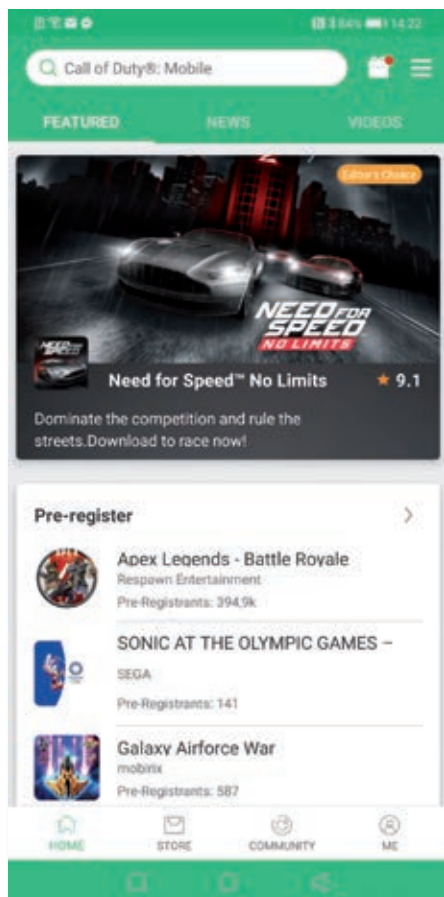 84% 14:22
Call of Duty®: Mobile
FEATURED NEWS VIDEOS
Editor's Choice
NEED FOR
SPEED
NO LIMITS
Need for Speed™ No Limits 9.1
Dominate the competition and rule the
streets.Download to race now!
Pre-register
Apex Legends - Battle Royale
Respawn Entertainment
Pre-Registrants: 394,9k
SONIC AT THE OLYMPIC GAMES –
SEGA
Pre-Registrants: 141
Galaxy Airforce War
mobirix
Pre-Registrants: 587
HOME STORE COMMUNITY ME